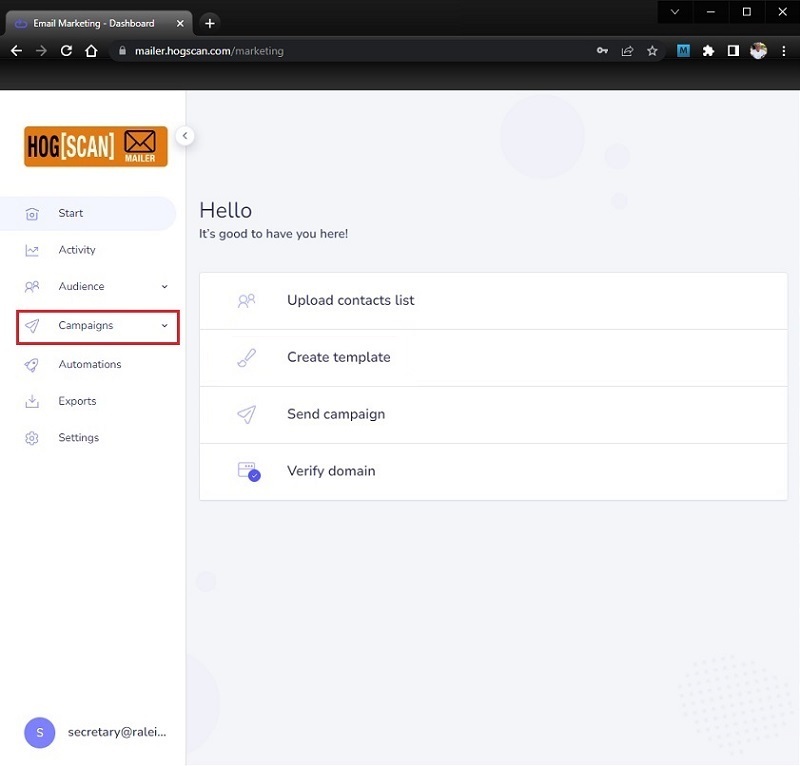 Email Marketing - Dashboard
mailer.hogscan.com/marketing
M
HOG[SCAN]
MAILER
Start
Activity
Audience
Campaigns
Automations
Exports
Settings
Hello
It's good to have you here!
Upload contacts list
Create template
Send campaign
Verify domain
S
secretary@ralei...